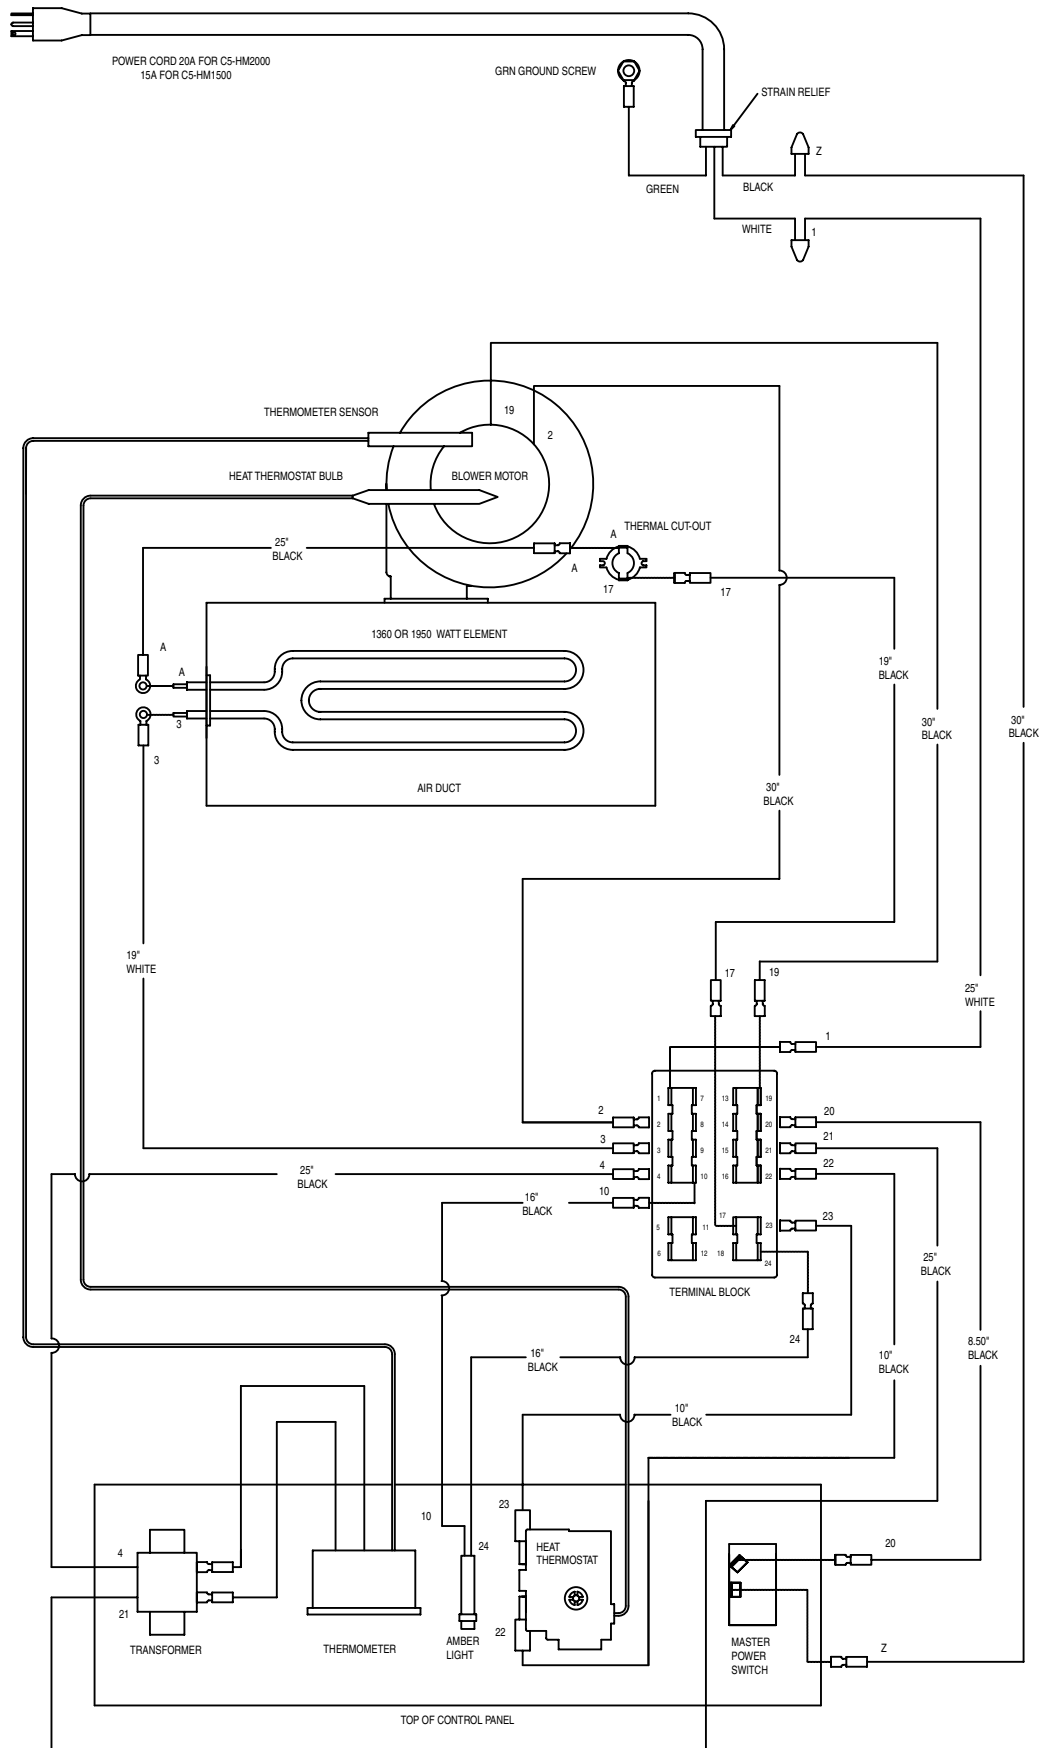 POWER CORD 20A FOR C5-HM2000
15A FOR C5-HM1500
GRN GROUND SCREW
STRAIN RELIEF
Z
GREEN
BLACK
WHITE
1
THERMOMETER SENSOR
19
2
HEAT THERMOSTAT BULB
BLOWER MOTOR
THERMAL CUT-OUT
A
25"
BLACK
A
17
17
1360 OR 1950 WATT ELEMENT
A
A
3
3
19"
BLACK
30"
BLACK
30"
BLACK
AIR DUCT
30"
BLACK
19"
WHITE
17
19
25"
WHITE
1
1
7
13
19
2
2
8
14
20
20
3
3
9
15
21
21
4
4
10
16
22
22
25"
BLACK
10
16"
BLACK
17
5
11
23
23
6
12
18
24
25"
BLACK
TERMINAL BLOCK
24
8.50"
BLACK
16"
BLACK
10"
BLACK
10"
BLACK
23
10
24
HEAT
THERMOSTAT
20
4
21
22
TRANSFORMER
THERMOMETER
AMBER
LIGHT
MASTER
POWER
SWITCH
Z
TOP OF CONTROL PANEL